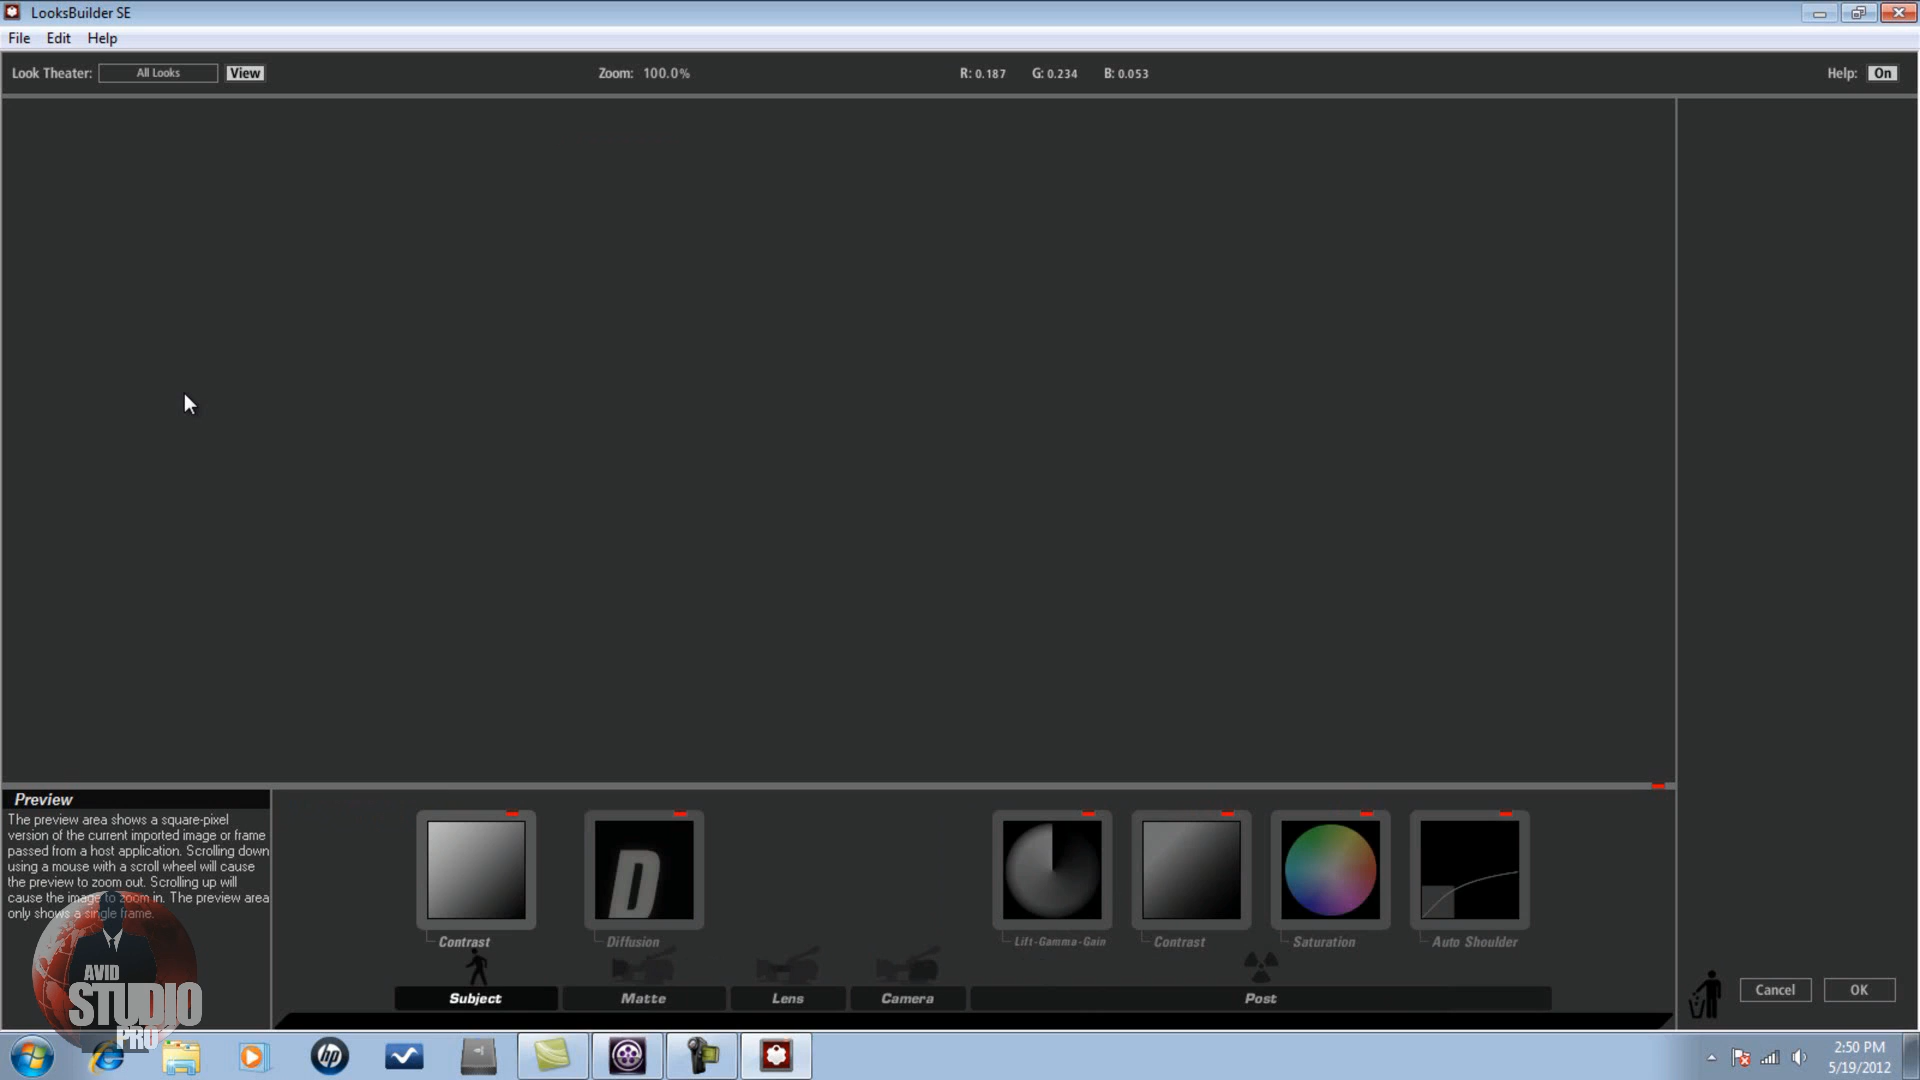 LooksBuilder SE
File Edit Help
Look Theater: All Looks View Zoom: 100.0% R: 0.187 G: 0.234 B: 0.053 Help: On
Preview
The preview area shows a square-pixel
version of the current imported image or frame
passed from a host application. Scrolling down
using a mouse with a scroll wheel will cause
the preview to zoom out. Scrolling up will
cause the image to zoom in. The preview area
only shows a single frame.
D
Contrast Diffusion Lift-Gamma-Gain Contrast Saturation Auto Shoulder
Subject Matte Lens Camera Post
Cancel OK
AVID
STUDIO
PRO
hp
2:50 PM
5/19/2012